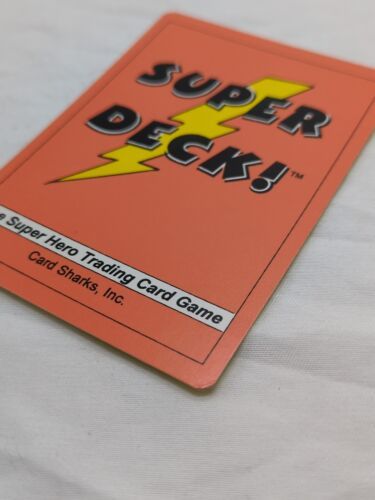 SUPER
DECK!™
Super Hero Trading Card Game
Card Sharks, Inc.